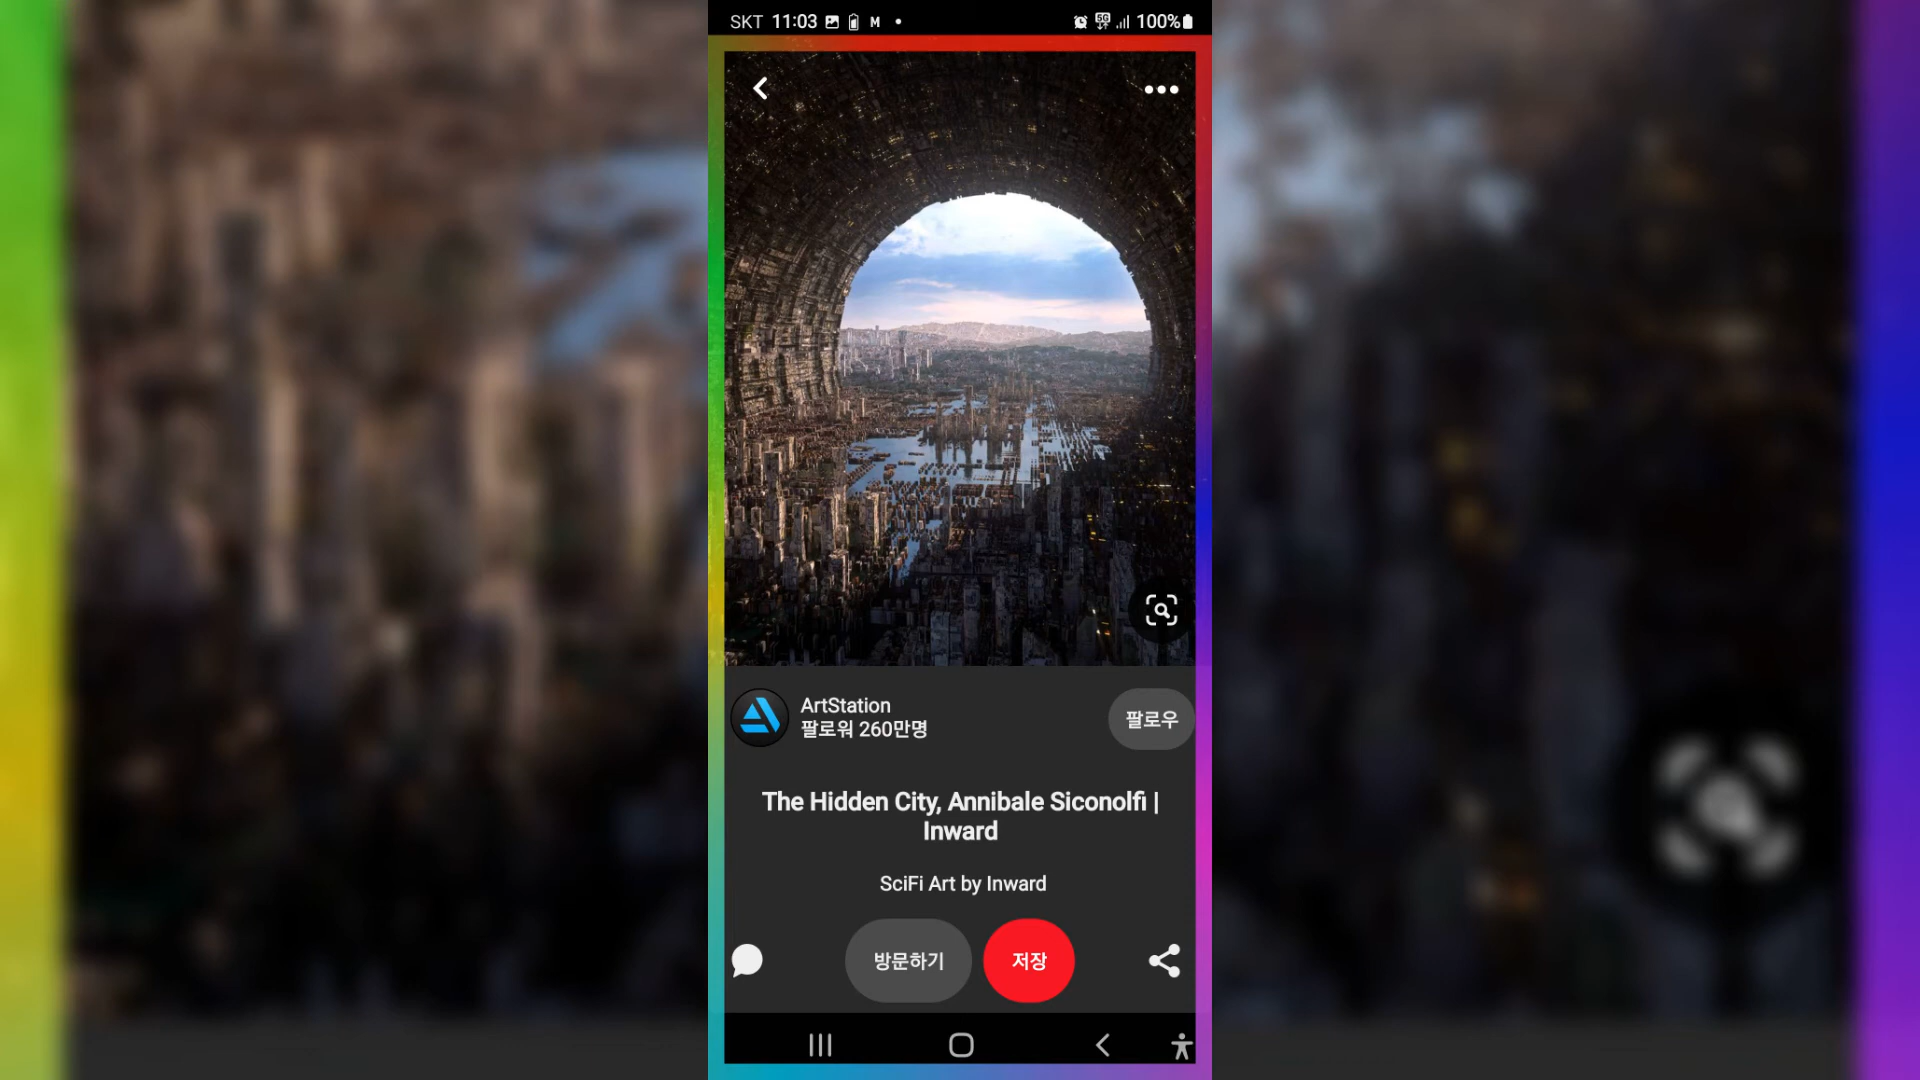 SKT 11:03 M
5G 100%
ArtStation
팔로워 260만명
팔로우
The Hidden City, Annibale Siconolfi |
Inward
SciFi Art by Inward
방문하기
저장